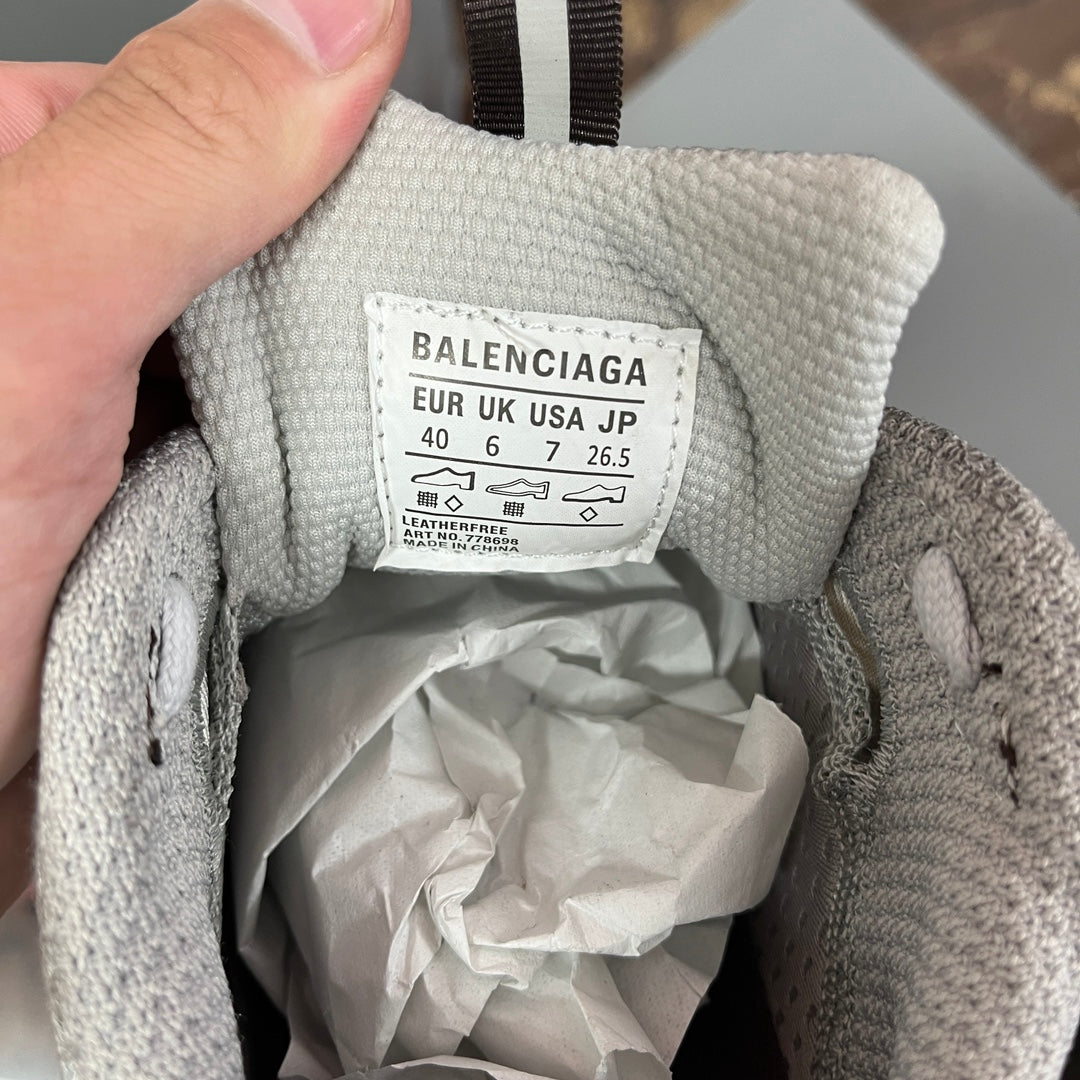 BALENCIAGA
EUR UK USA JP
40 6 7 26.5
LEATHERFREE
ART NO. 778698
MADE IN CHINA